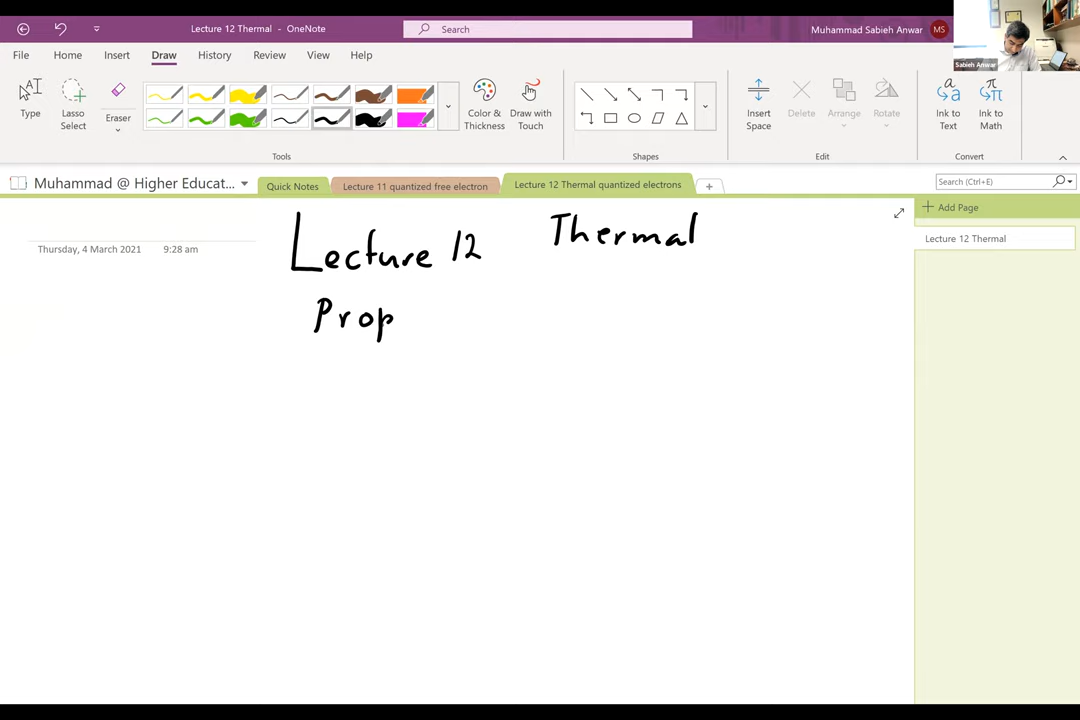 Lecture 12 Thermal - OneNote
Search
Muhammad Sabieh Anwar
MS
Sabieh Anwar
File
Home
Insert
Draw
History
Review
View
Help
Type
Lasso
Select
Eraser
Color &
Thickness
Draw with
Touch
Insert
Space
Delete
Arrange
Rotate
Ink to
Text
Ink to
Math
Tools
Shapes
Edit
Convert
Muhammad @ Higher Educat...
Quick Notes
Lecture 11 quantized free electron
Lecture 12 Thermal quantized electrons
Search (Ctrl+E)
Add Page
Lecture 12 Thermal
Thursday, 4 March 2021 9:28 am
Lecture 12 Thermal
Prop